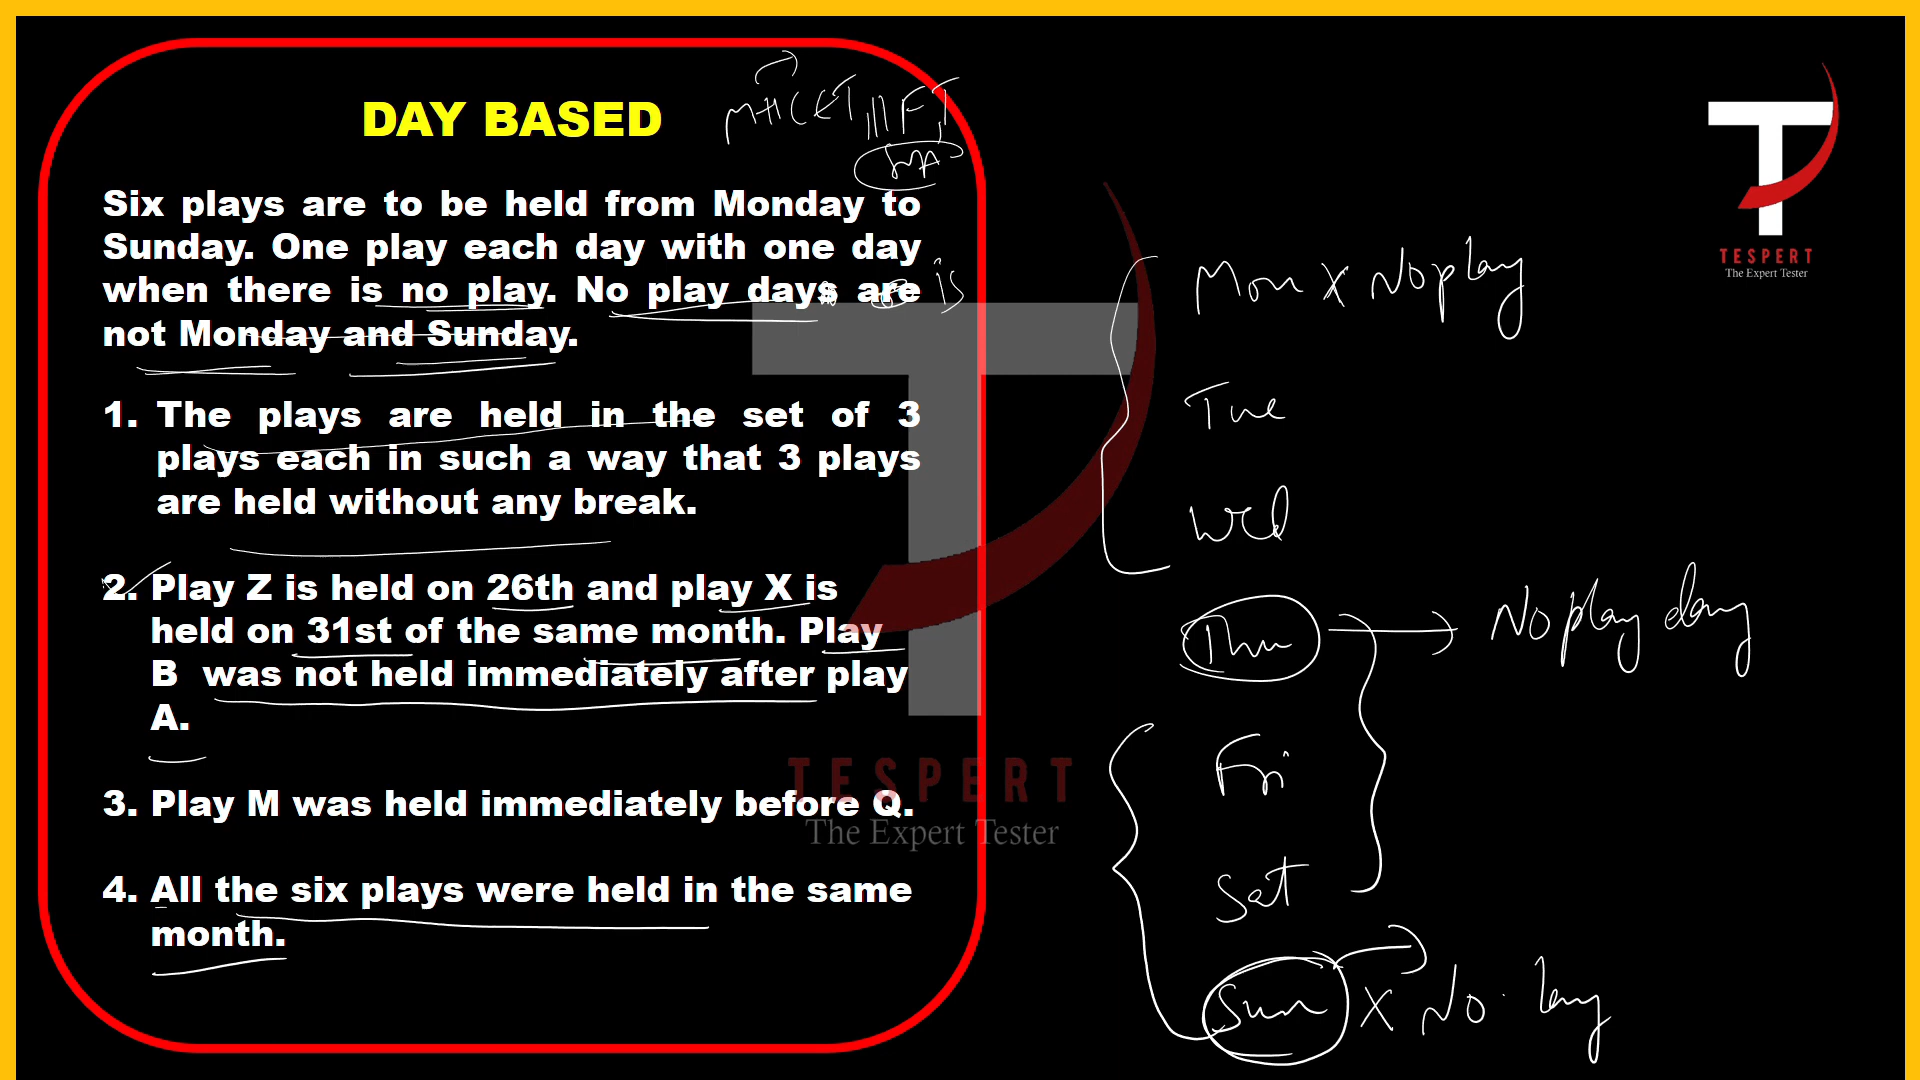 DAY BASED
MHCET, IIFT
Six plays are to be held from Monday to
Sunday. One play each day with one day
when there is no play. No play days are is
not Monday and Sunday.
1. The plays are held in the set of 3
plays each in such a way that 3 plays
are held without any break.
2. Play Z is held on 26th and play X is
held on 31st of the same month. Play
B was not held immediately after play
A.
3. Play M was held immediately before Q.
4. All the six plays were held in the same
month.
Mon X No play
Tue
Wed
Thu → No play day
Fri
Sat
Sun X No
TESPERT
The Expert Tester
TESPERT
The Expert Tester